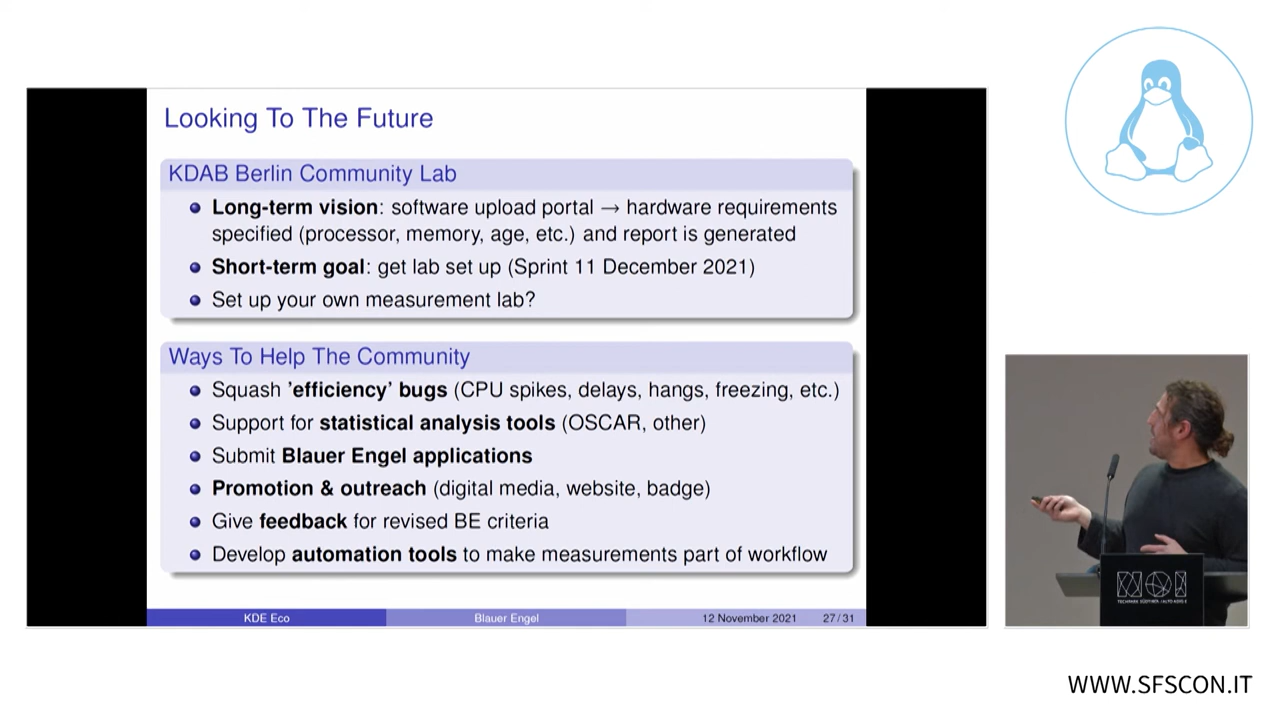 Looking To The Future
KDAB Berlin Community Lab
Long-term vision: software upload portal → hardware requirements
specified (processor, memory, age, etc.) and report is generated
Short-term goal: get lab set up (Sprint 11 December 2021)
Set up your own measurement lab?
Ways To Help The Community
Squash 'efficiency' bugs (CPU spikes, delays, hangs, freezing, etc.)
Support for statistical analysis tools (OSCAR, other)
Submit Blauer Engel applications
Promotion & outreach (digital media, website, badge)
Give feedback for revised BE criteria
Develop automation tools to make measurements part of workflow
KDE Eco Blauer Engel 12 November 2021 27/31
NOI
WWW.SFSCON.IT